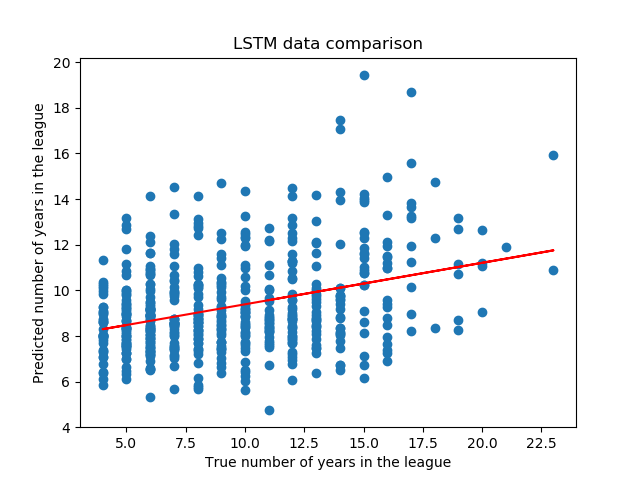 LSTM data comparison
20
18
16
14
12
10
8
6
4
Predicted number of years in the league
5.0 7.5 10.0 12.5 15.0 17.5 20.0 22.5
True number of years in the league